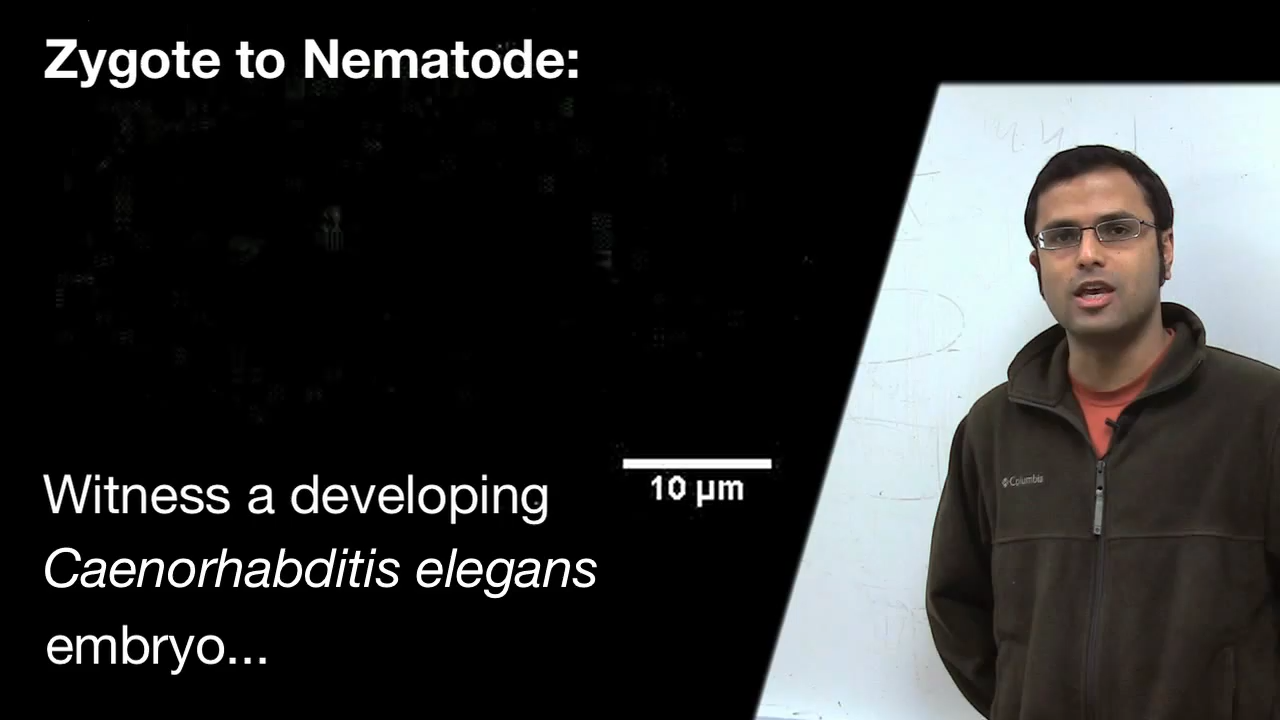 Zygote to Nematode:
10 μm
Witness a developing
Caenorhabditis elegans
embryo...
Columbia